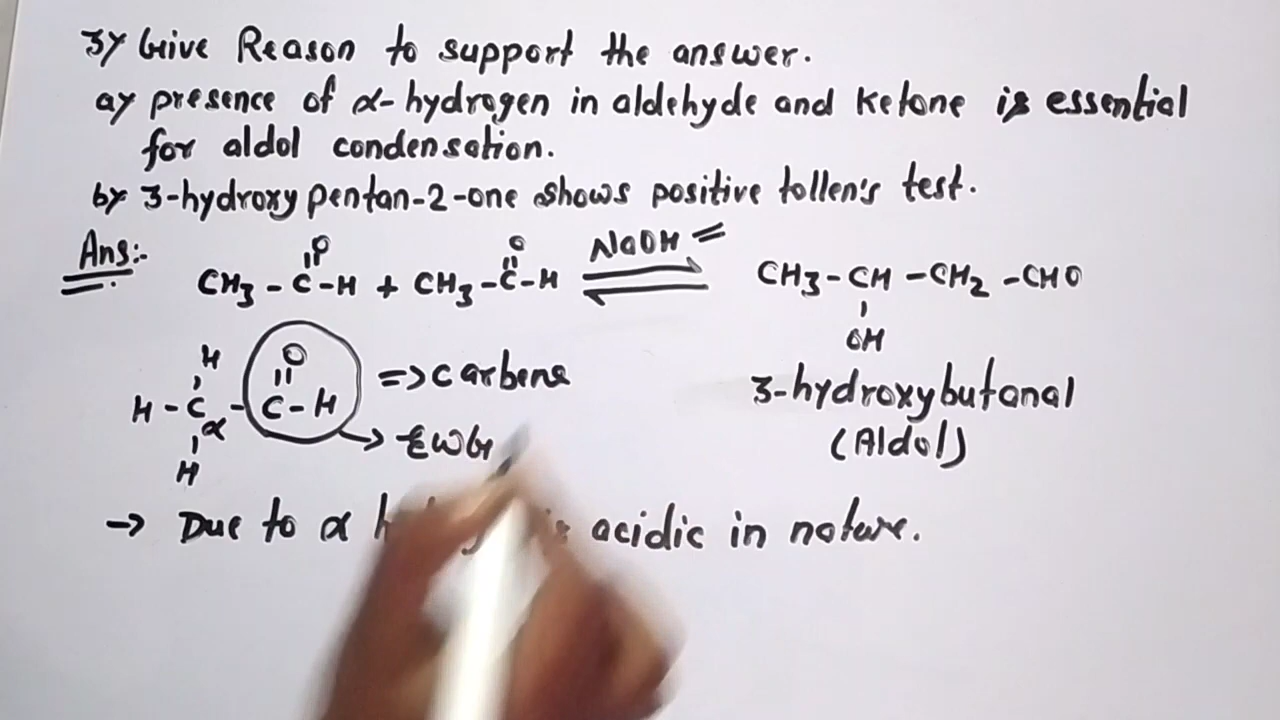 3) Give Reason to support the answer.
a) presence of α-hydrogen in aldehyde and ketone is essential
for aldol condensation.
b) 3-hydroxy pentan-2-one shows positive tollen's test.
Ans:-
CH3 - C - H + CH3 - C - H
O
O
NaOH
CH3 - CH - CH2 - CHO
OH
3-hydroxybutanal
(Aldol)
H
O
H - C - C - H
α
H
=> Carbene
→ EWG
→ Due to α acidic in nature.